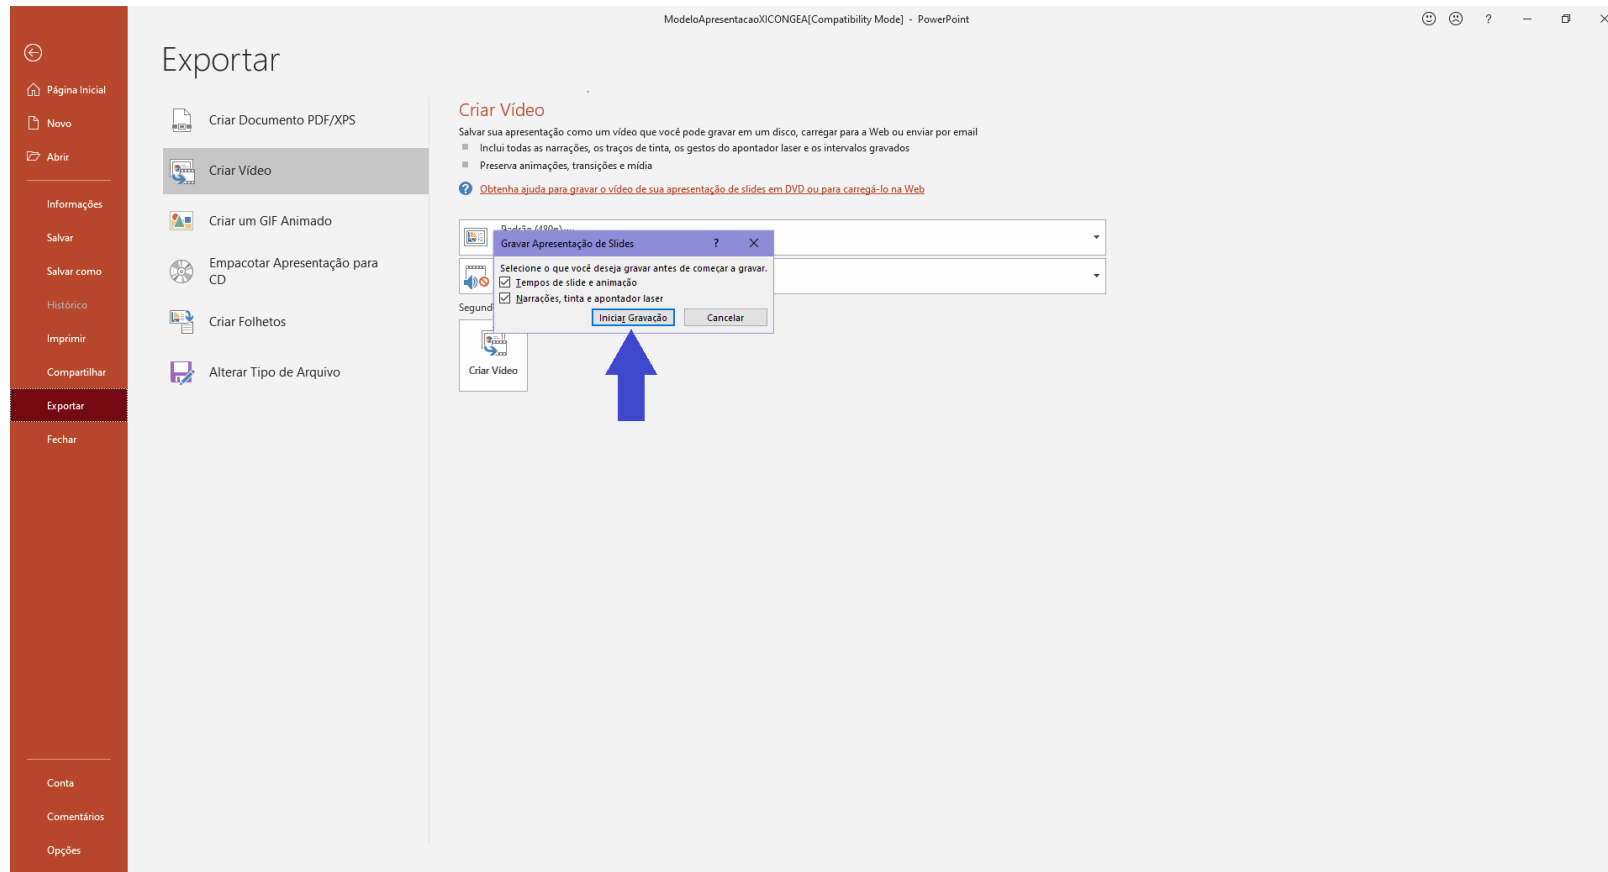 ModeloApresentacaoXICONGEA[Compatibility Mode] - PowerPoint
?
Exportar
Página Inicial
Novo
Abrir
Informações
Salvar
Salvar como
Histórico
Imprimir
Compartilhar
Exportar
Fechar
Conta
Comentários
Opções
Criar Documento PDF/XPS
Criar Vídeo
Criar um GIF Animado
Empacotar Apresentação para
CD
Criar Folhetos
Alterar Tipo de Arquivo
Criar Vídeo
Salvar sua apresentação como um vídeo que você pode gravar em um disco, carregar para a Web ou enviar por email
Inclui todas as narrações, os traços de tinta, os gestos do apontador laser e os intervalos gravados
Preserva animações, transições e mídia
Obtenha ajuda para gravar o vídeo de sua apresentação de slides em DVD ou para carregá-lo na Web
Padrão (480p)
Gravar Apresentação de Slides ?
Selecione o que você deseja gravar antes de começar a gravar.
Tempos de slide e animação
Narrações, tinta e apontador laser
Iniciar Gravação Cancelar
Segund
Criar Vídeo